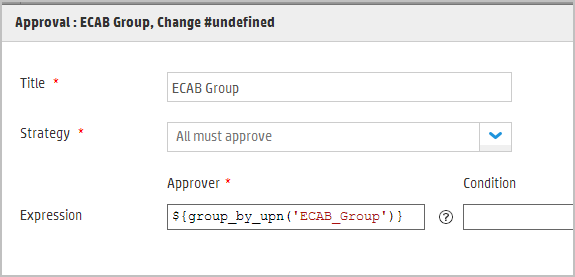 Approval : ECAB Group, Change #undefined
Title *
ECAB Group
Strategy *
All must approve
Approver *
Condition
Expression
${group_by_upn('ECAB_Group')}
?